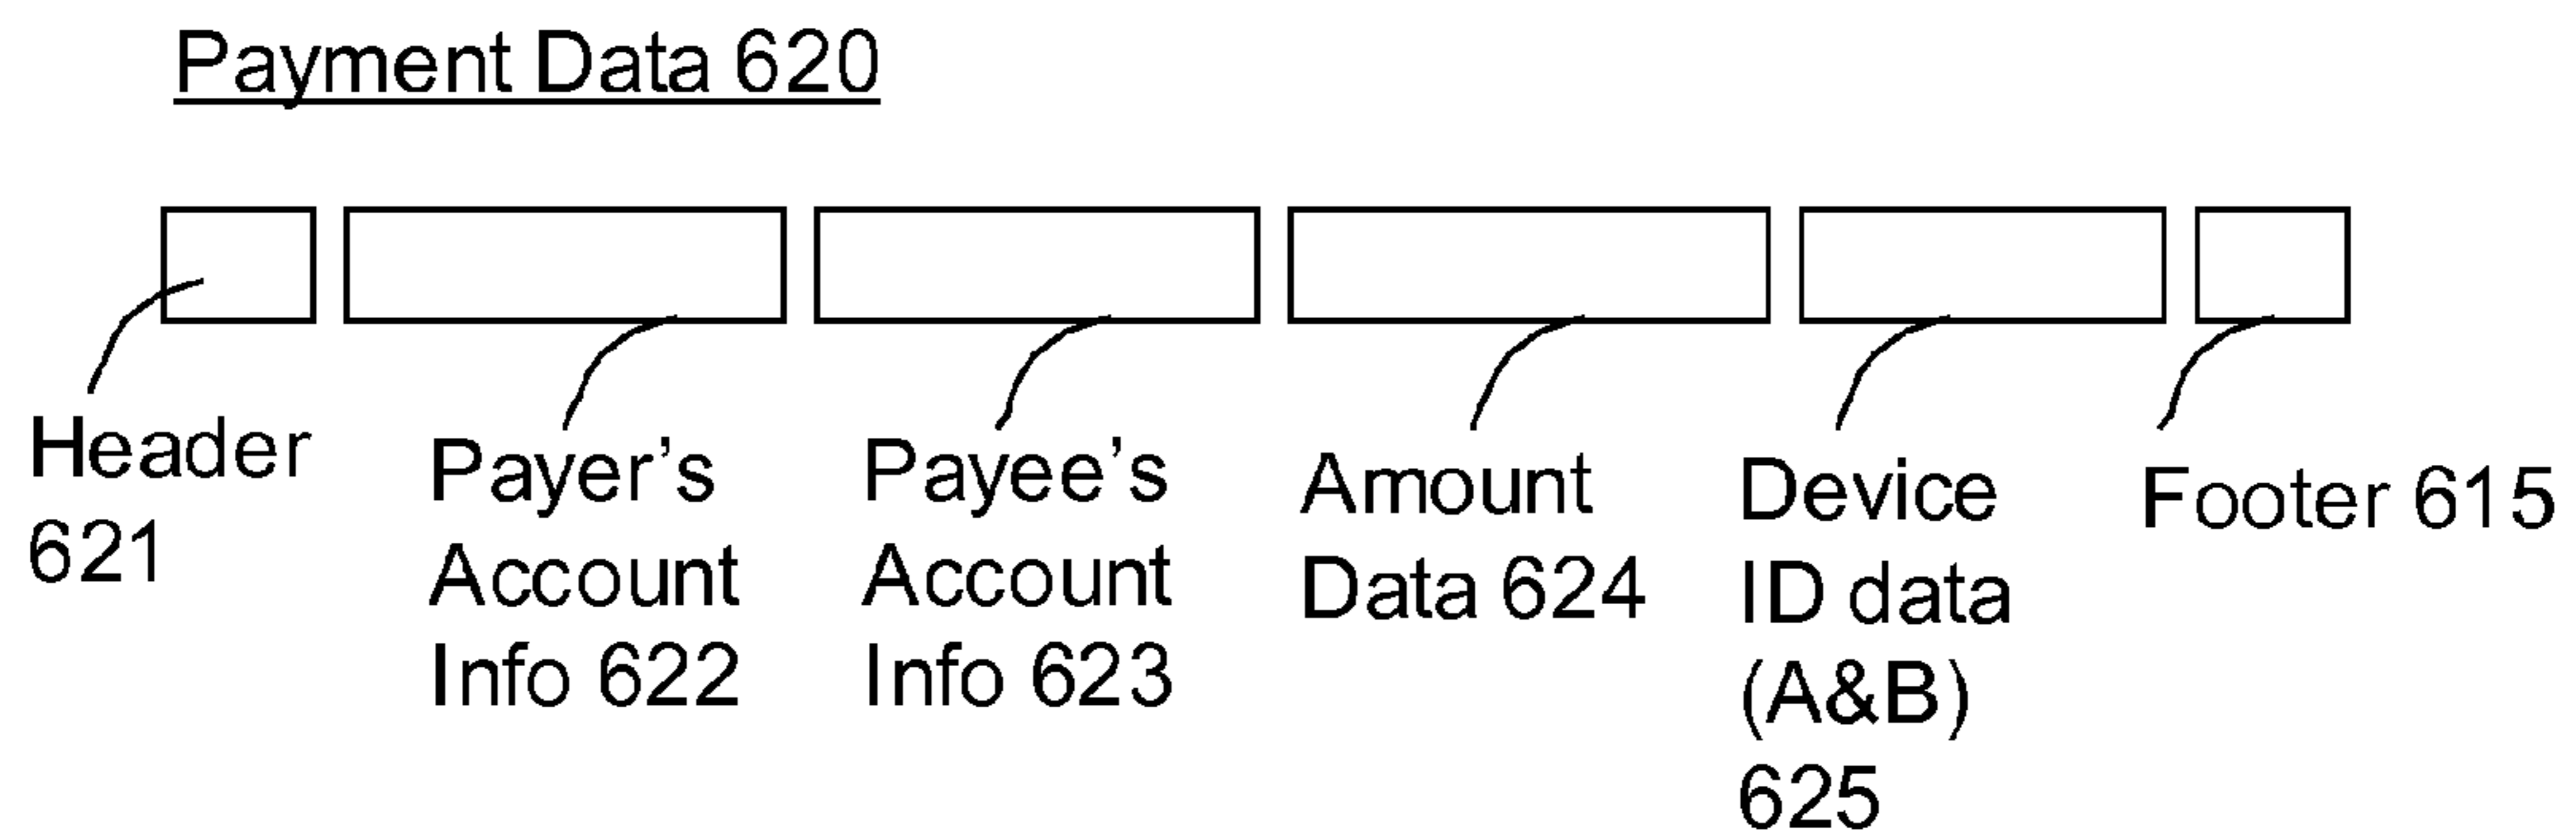 Payment Data 620
Header
621
Payer’s
Account
Info 622
Payee’s
Account
Info 623
Amount
Data 624
Device
ID data
(A&B)
625
Footer 615